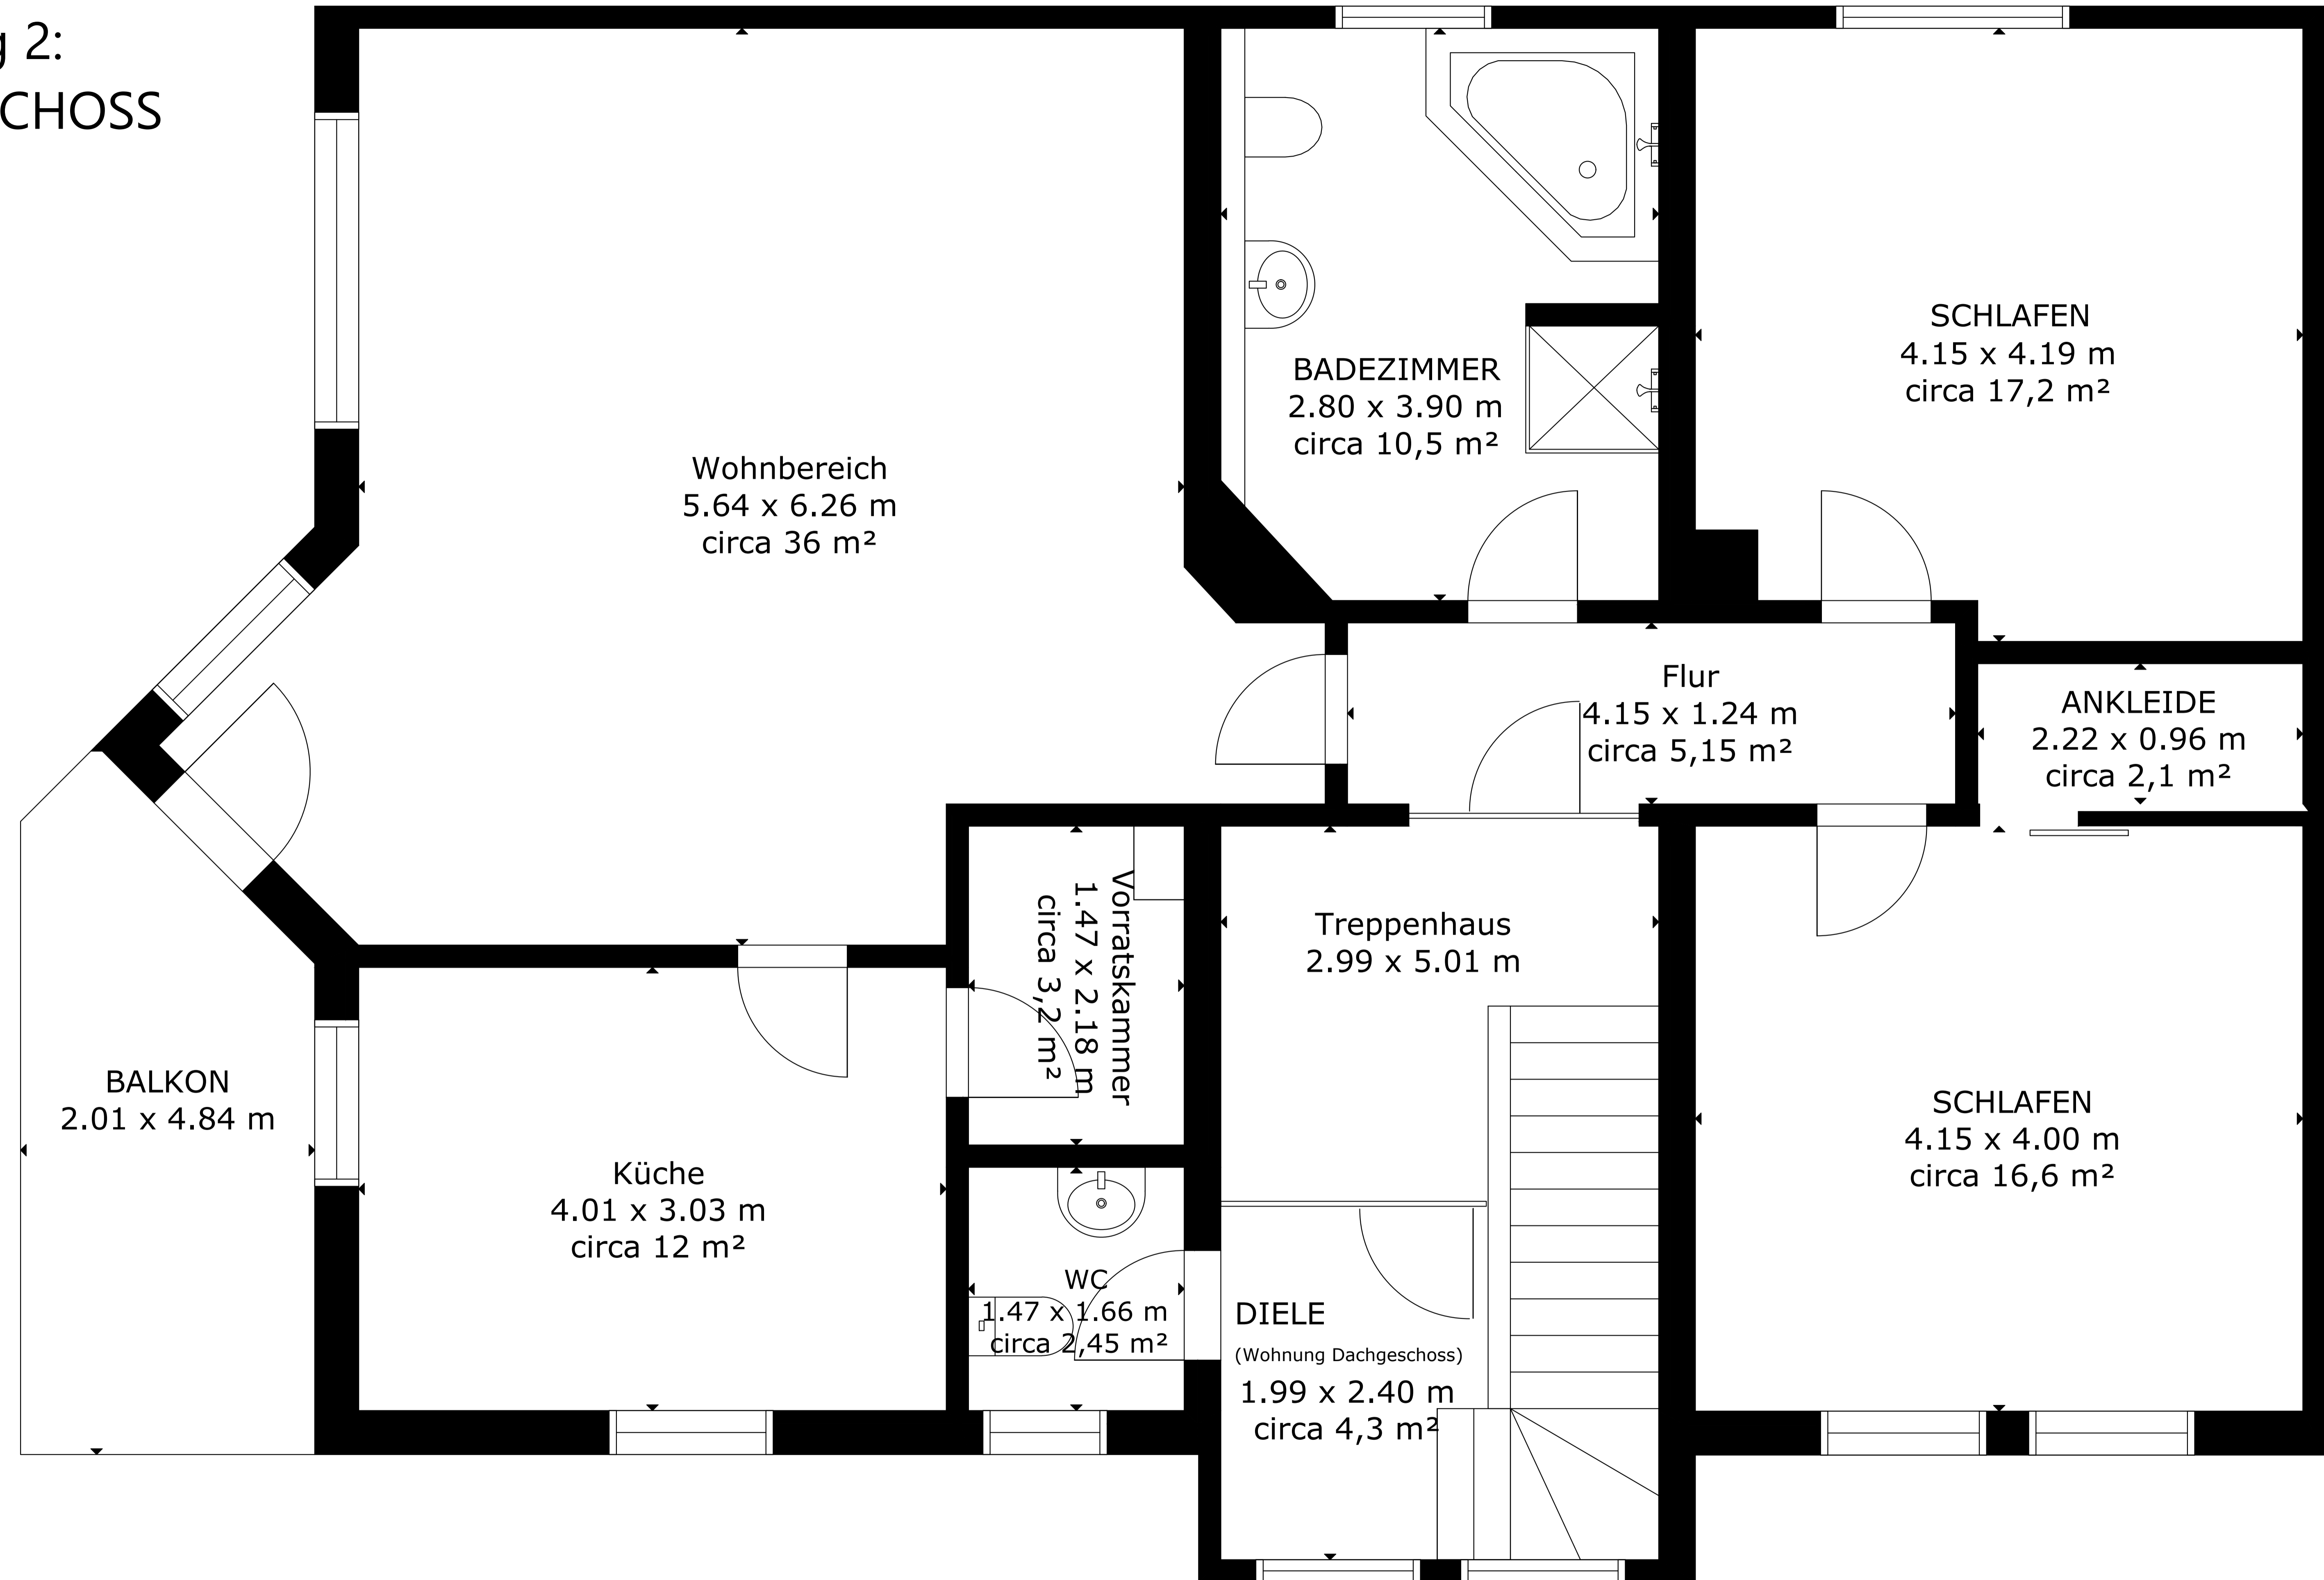 g 2:
CHOSS
Wohnbereich
5.64 x 6.26 m
circa 36 m²
BADEZIMMER
2.80 x 3.90 m
circa 10,5 m²
SCHLAFEN
4.15 x 4.19 m
circa 17,2 m²
Flur
4.15 x 1.24 m
circa 5,15 m²
ANKLEIDE
2.22 x 0.96 m
circa 2,1 m²
Vorratskammer
1.47 x 2.18 m
circa 3,2 m²
Treppenhaus
2.99 x 5.01 m
BALKON
2.01 x 4.84 m
Küche
4.01 x 3.03 m
circa 12 m²
SCHLAFEN
4.15 x 4.00 m
circa 16,6 m²
WC
1.47 x 1.66 m
circa 2,45 m²
DIELE
(Wohnung Dachgeschoss)
1.99 x 2.40 m
circa 4,3 m²